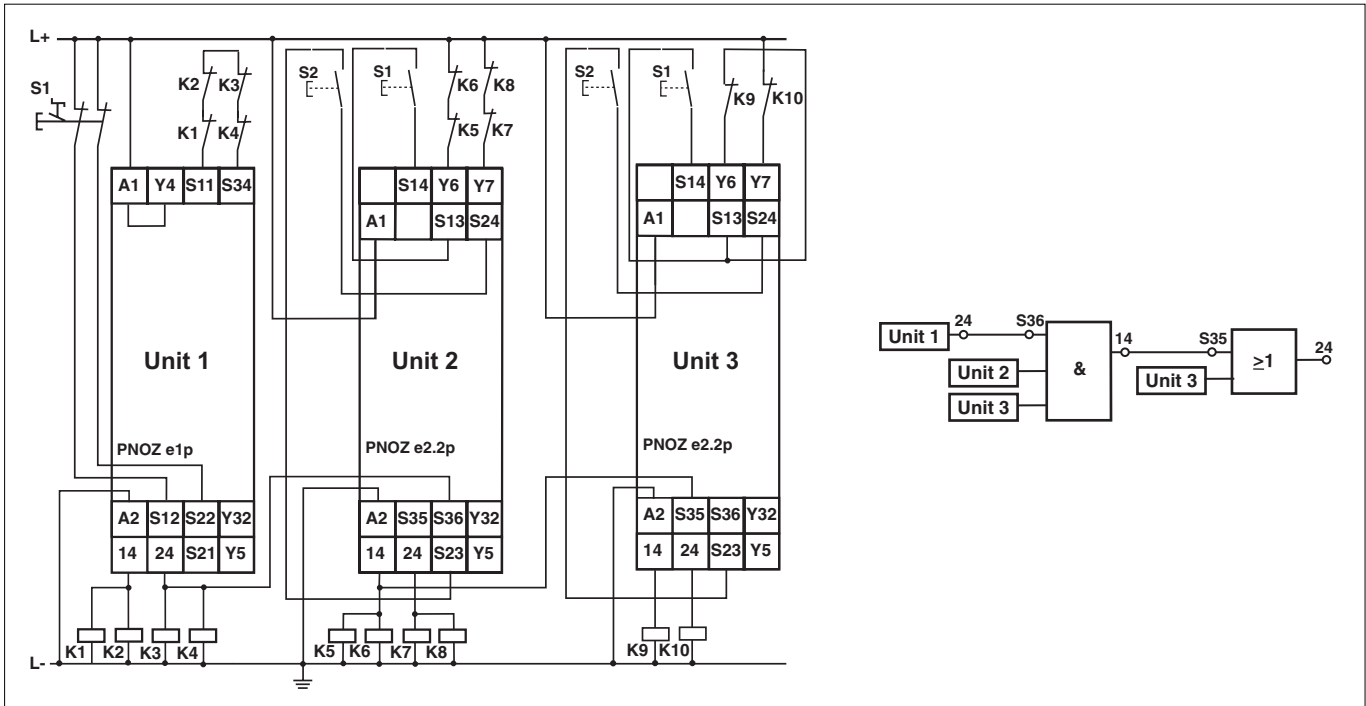 L+
S1
K2 K3
K1 K4
S2 S1 K6 K8
K5 K7
S2 S1 K9 K10
A1 Y4 S11 S34
S14 Y6 Y7
A1 S13 S24
S14 Y6 Y7
A1 S13 S24
Unit 1 Unit 2 Unit 3
PNOZ e1p PNOZ e2.2p PNOZ e2.2p
A2 S12 S22 Y32
14 24 S21 Y5
A2 S35 S36 Y32
14 24 S23 Y5
A2 S35 S36 Y32
14 24 S23 Y5
K1 K2 K3 K4 K5 K6 K7 K8 K9 K10
L-
Unit 1 24 S36
Unit 2
Unit 3
& 14 S35
Unit 3
≥1 24